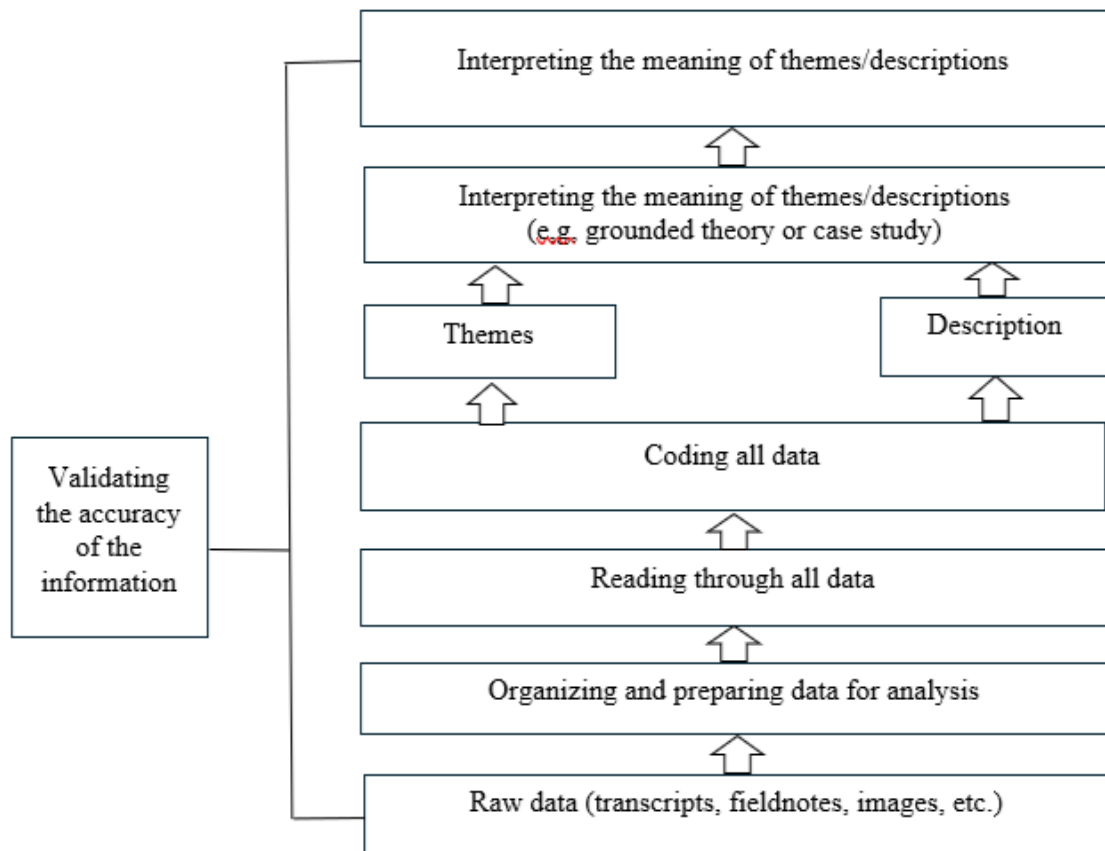 Interpreting the meaning of themes/descriptions
Interpreting the meaning of themes/descriptions
(e.g. grounded theory or case study)
Themes
Description
Coding all data
Validating
the accuracy
of the
information
Reading through all data
Organizing and preparing data for analysis
Raw data (transcripts, fieldnotes, images, etc.)